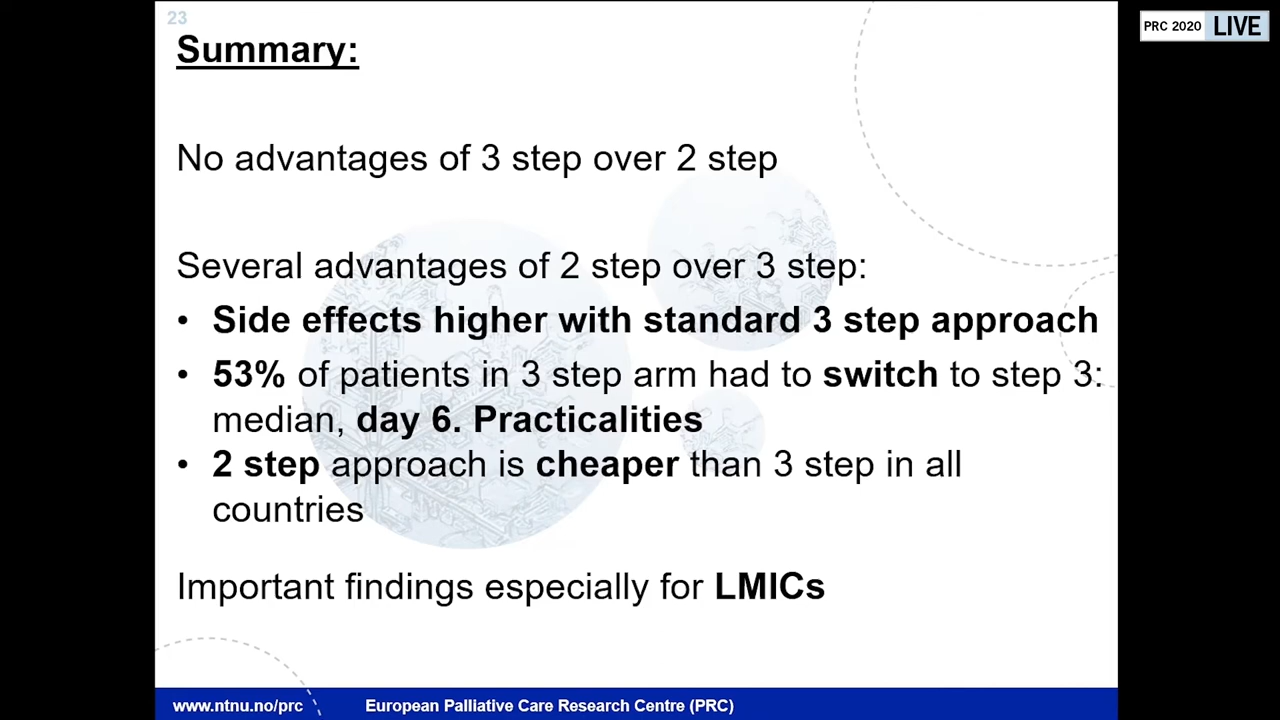 23
PRC 2020 LIVE
Summary:
No advantages of 3 step over 2 step
Several advantages of 2 step over 3 step:
• Side effects higher with standard 3 step approach
• 53% of patients in 3 step arm had to switch to step 3:
median, day 6. Practicalities
• 2 step approach is cheaper than 3 step in all
countries
Important findings especially for LMICs
www.ntnu.no/prc European Palliative Care Research Centre (PRC)